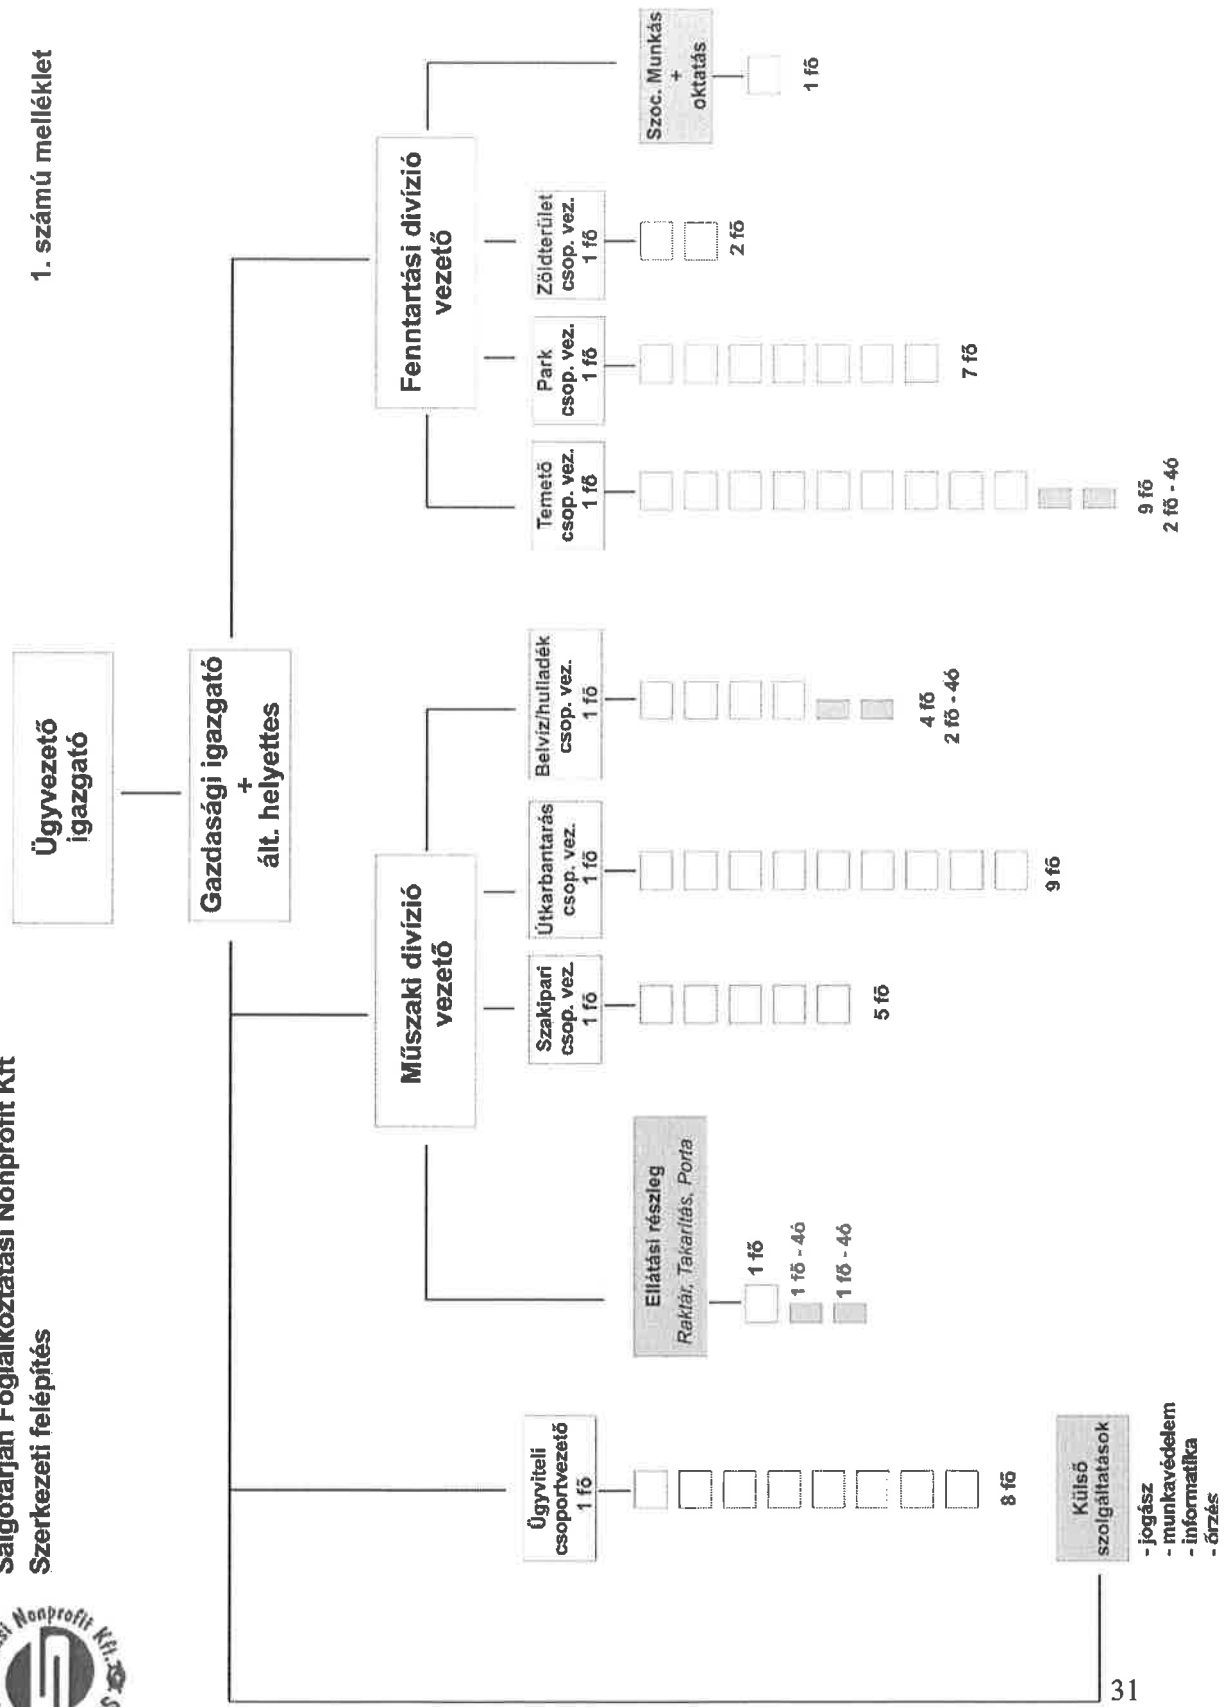 Salgótarján Foglalkoztatási Nonprofit Kft
Szerkezeti felépítés
1. számú melléklet
Nonprofit Kft.
Ügyvezető
igazgató
Gazdasági igazgató
+
ált. helyettes
Műszaki divízió
vezető
Fenntartási divízió
vezető
Ügyviteli
csoportvezető
1 fő
8 fő
Ellátási részleg
Raktár, Takarítás, Porta
1 fő
1 fő - 4ó
1 fő - 4ó
Szakipari
csop. vez.
1 fő
5 fő
Útkarbantarás
csop. vez.
1 fő
9 fő
Belvíz/hulladék
csop. vez.
1 fő
4 fő
2 fő - 4ó
Temető
csop. vez.
1 fő
9 fő
2 fő - 4ó
Park
csop. vez.
1 fő
7 fő
Zöldterület
csop. vez.
1 fő
2 fő
Szoc. Munkás
+
oktatás
1 fő
Külső
szolgáltatások
- jogász
- munkavédelem
- informatika
- őrzés
31